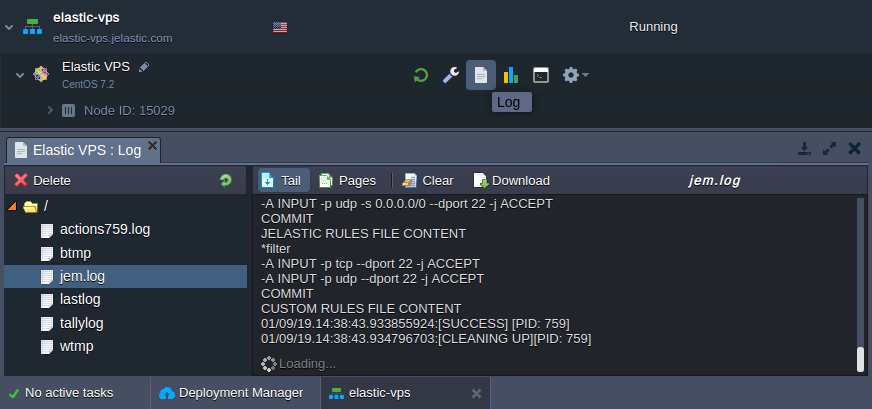 elastic-vps
elastic-vps.jelastic.com
Running
Elastic VPS
CentOS 7.2
Log
Node ID: 15029
Elastic VPS : Log
Delete
Tail
Pages
Clear
Download
jem.log
/
actions759.log
btmp
jem.log
lastlog
tallylog
wtmp
-A INPUT -p udp -s 0.0.0.0/0 --dport 22 -j ACCEPT
COMMIT
JELASTIC RULES FILE CONTENT
*filter
-A INPUT -p tcp --dport 22 -j ACCEPT
-A INPUT -p udp --dport 22 -j ACCEPT
COMMIT
CUSTOM RULES FILE CONTENT
01/09/19.14:38:43.933855924:[SUCCESS] [PID: 759]
01/09/19.14:38:43.934796703:[CLEANING UP][PID: 759]
Loading...
No active tasks
Deployment Manager
elastic-vps